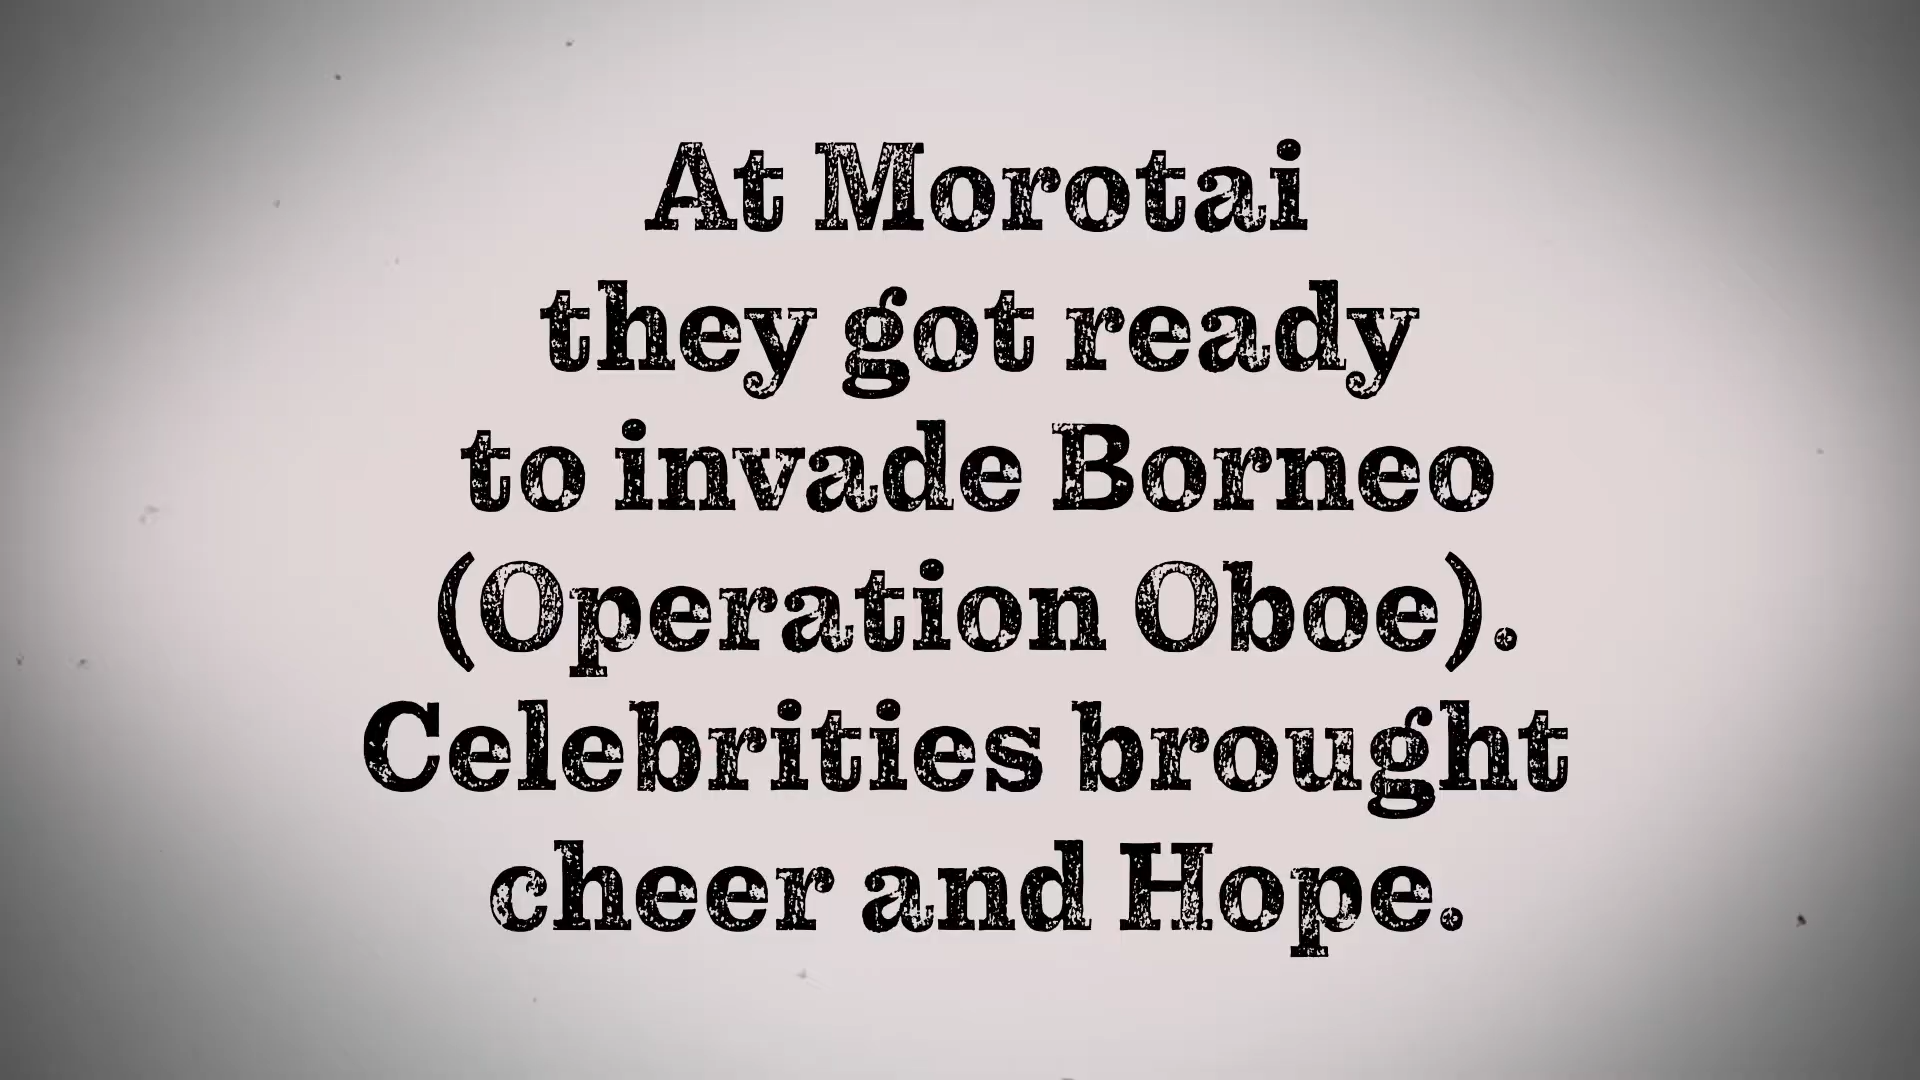 At Morotai
they got ready
to invade Borneo
(Operation Oboe).
Celebrities brought
cheer and Hope.